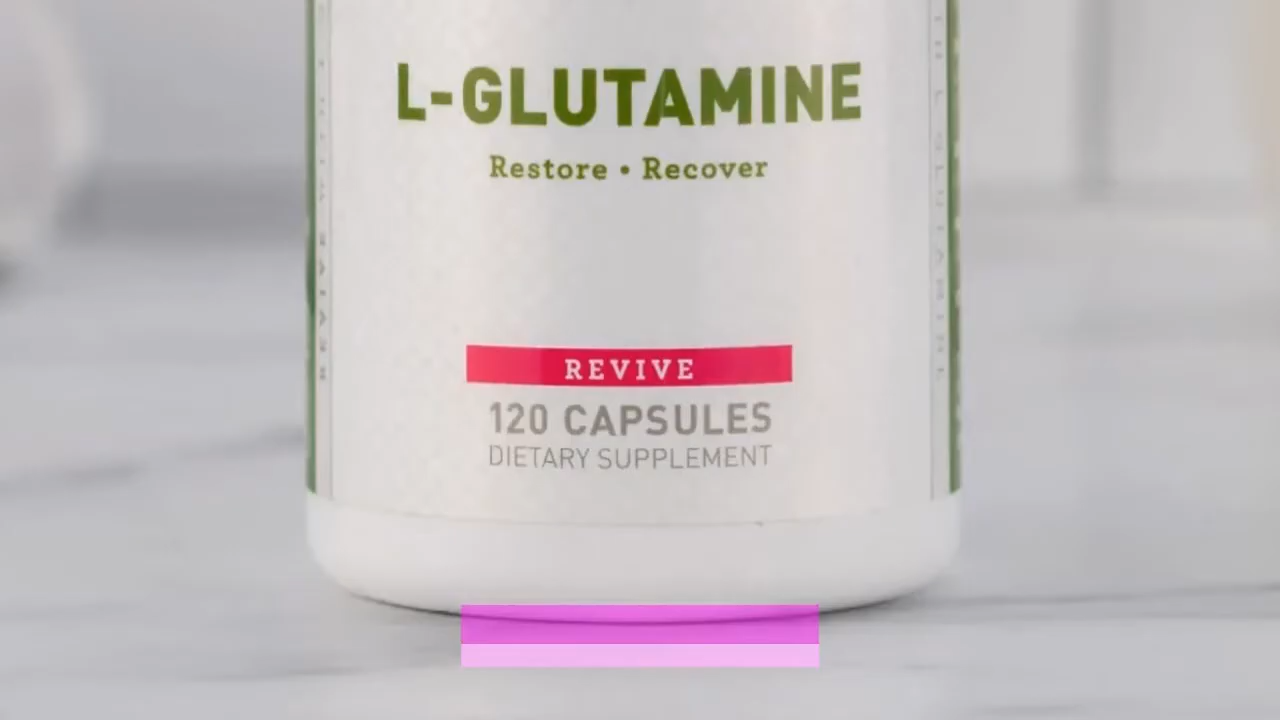 L-GLUTAMINE
Restore • Recover
REVIVE
120 CAPSULES
DIETARY SUPPLEMENT